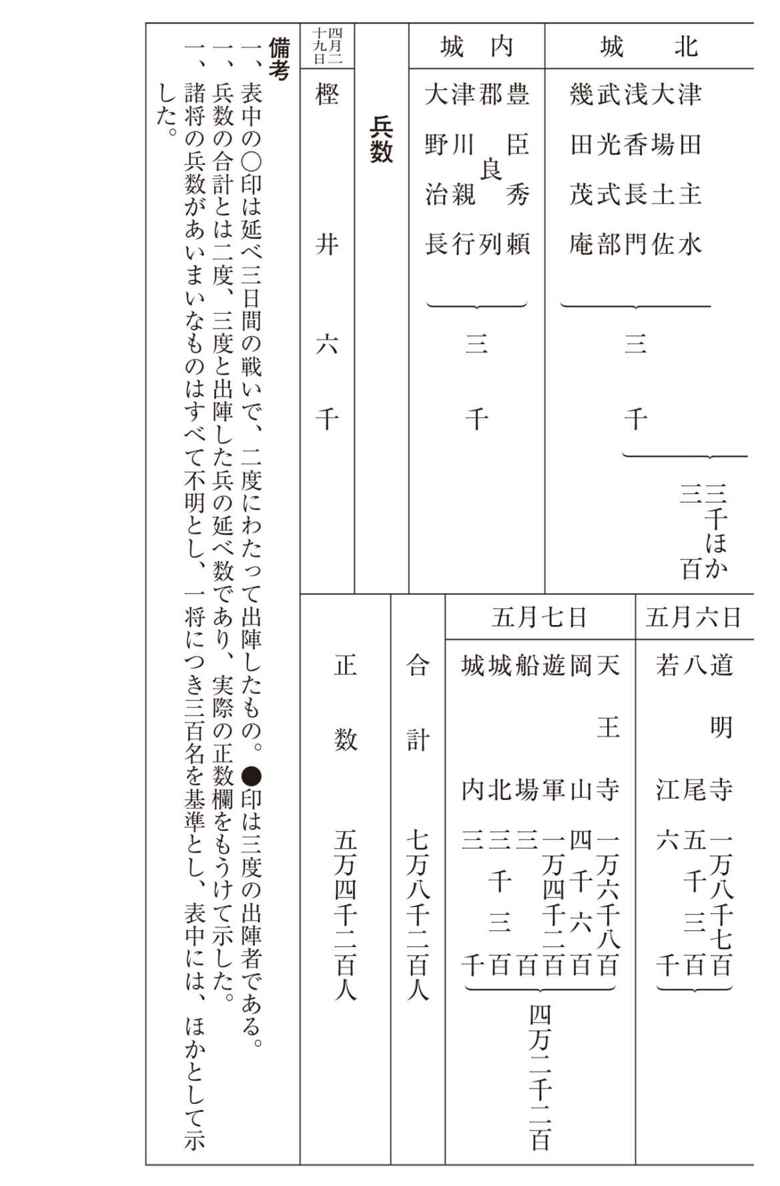 北城
津田主水
大場土佐
浅香長門
武光式部
幾田茂庵
三千
三千ほか
三百
内城
豊臣秀頼
郡良列
津川親行
大野治長
三千
兵数
四月二十九日
樫井 六千
五月六日
道明寺 一万八千七百
八尾 五千三百
若江 六千
五月七日
天王寺 一万六千八百
岡山 四千六百
遊軍 一万四千二百
船場 三百
城北 三千三百
城内 三千
四万二千二百
合計 七万八千二百人
正数 五万四千二百人
備考
一、表中の〇印は延べ三日間の戦いで、二度にわたって出陣したもの。●印は三度の出陣者である。
一、兵数の合計とは二度、三度と出陣した兵の延べ数であり、実際の正数欄をもうけて示した。
一、諸将の兵数があいまいなものはすべて不明とし、一将につき三百名を基準とし、表中には、ほかとして示
した。